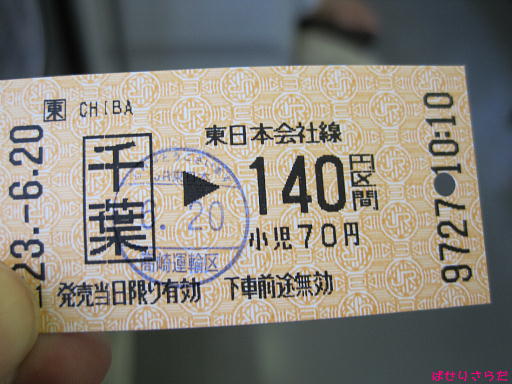 東 CHIBA
千葉
東日本会社線
▶ 140円区間
小児70円
発売当日限り有効 下車前途無効
23.-6.20
9727 10:10
6.20
高崎運輸区
ぱせりさらだ